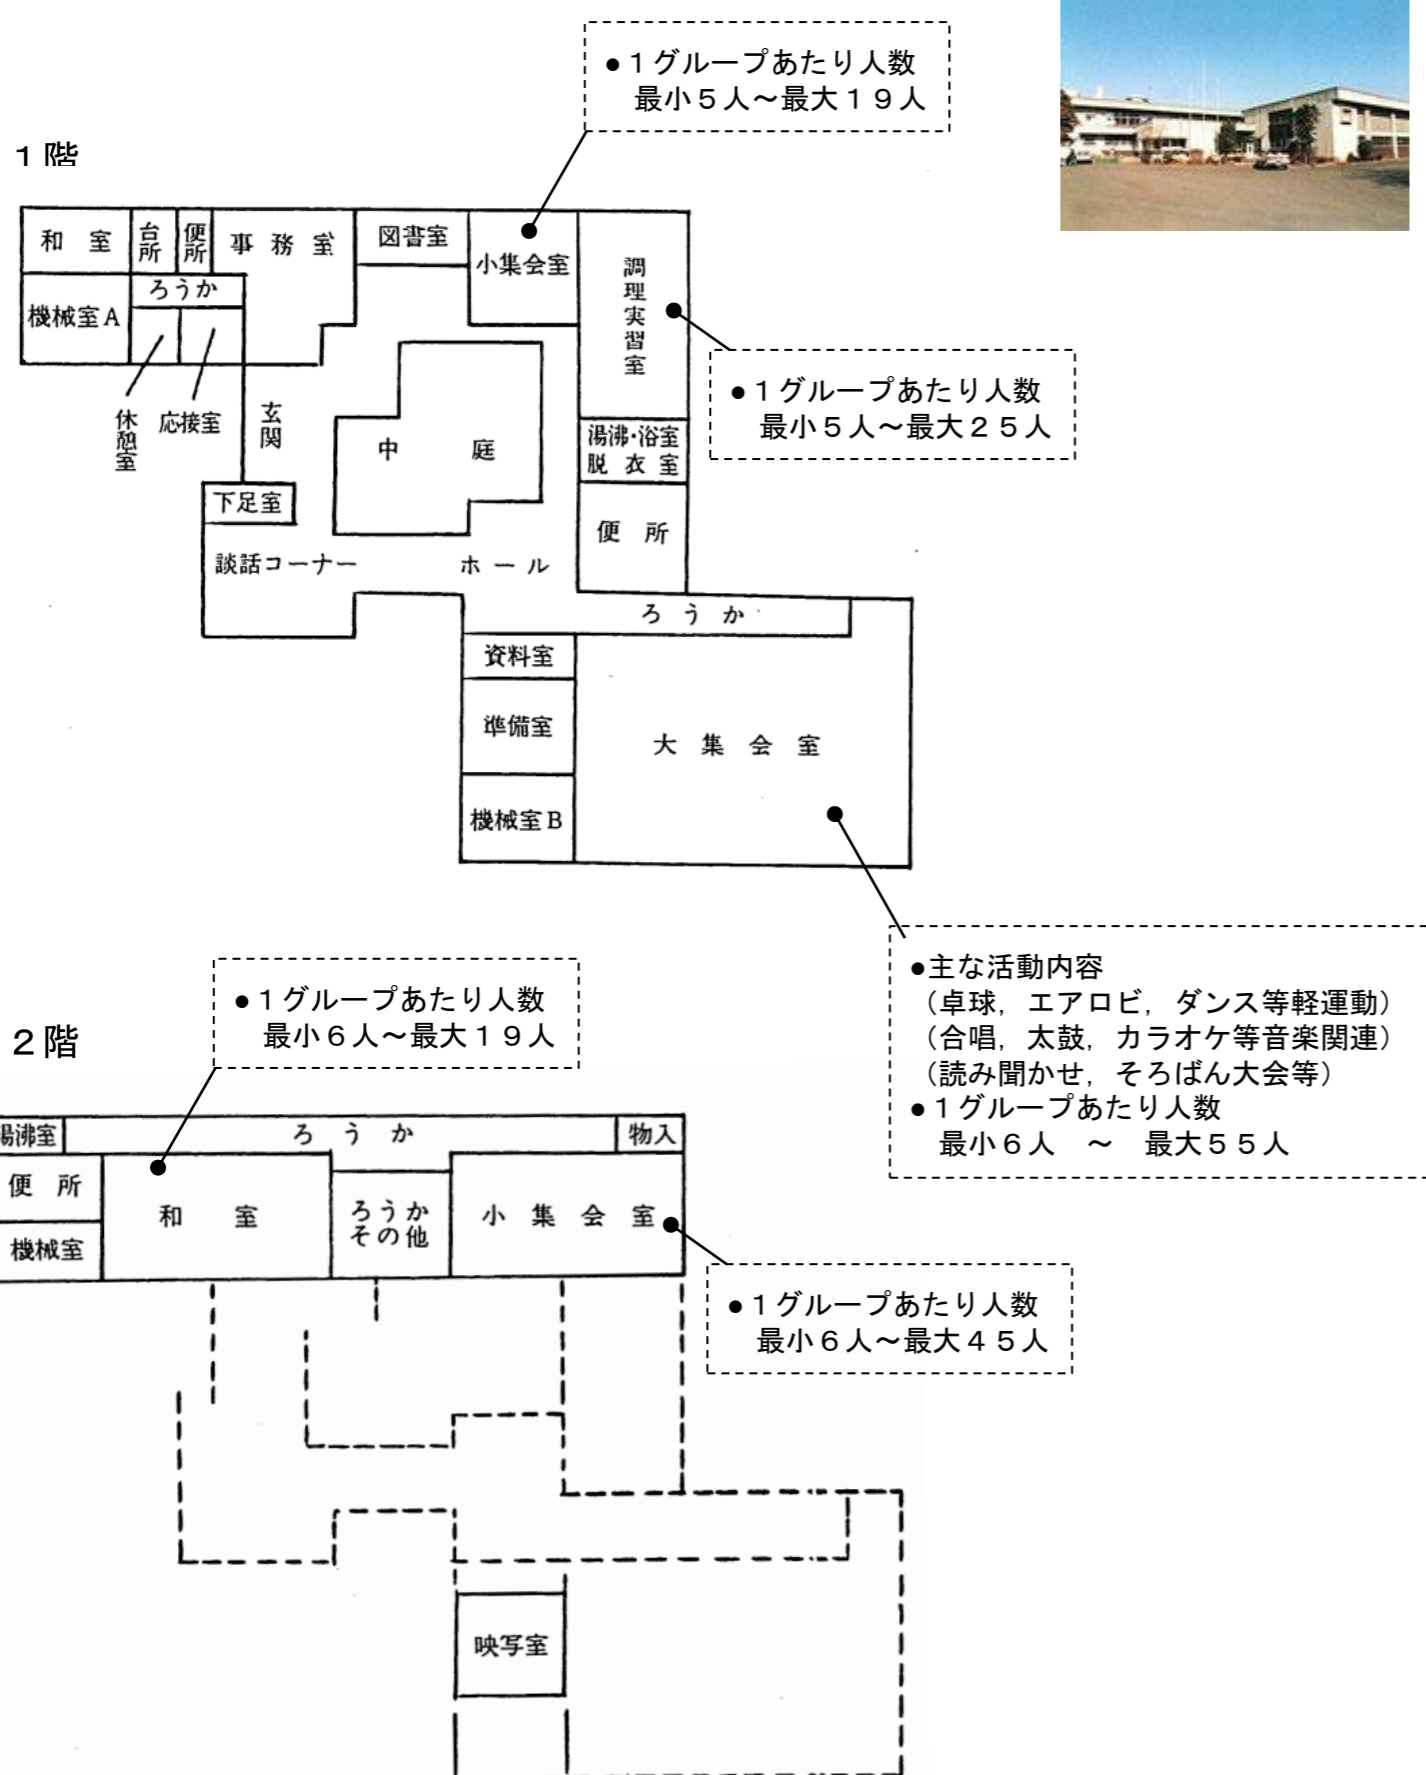 ●１グループあたり人数
最小５人～最大１９人
１階
和室
台所
便所
事務室
図書室
小集会室
調理実習室
ろうか
機械室A
休憩室
応接室
玄関
中庭
●１グループあたり人数
最小５人～最大２５人
湯沸・浴室
脱衣室
下足室
便所
談話コーナー
ホール
ろうか
資料室
準備室
大集会室
機械室B
●主な活動内容
（卓球，エアロビ，ダンス等軽運動）
（合唱，太鼓，カラオケ等音楽関連）
（読み聞かせ，そろばん大会等）
●１グループあたり人数
最小６人　～　最大５５人
●１グループあたり人数
最小６人～最大１９人
２階
湯沸室
ろうか
物入
便所
和室
ろうか
その他
小集会室
機械室
●１グループあたり人数
最小６人～最大４５人
映写室